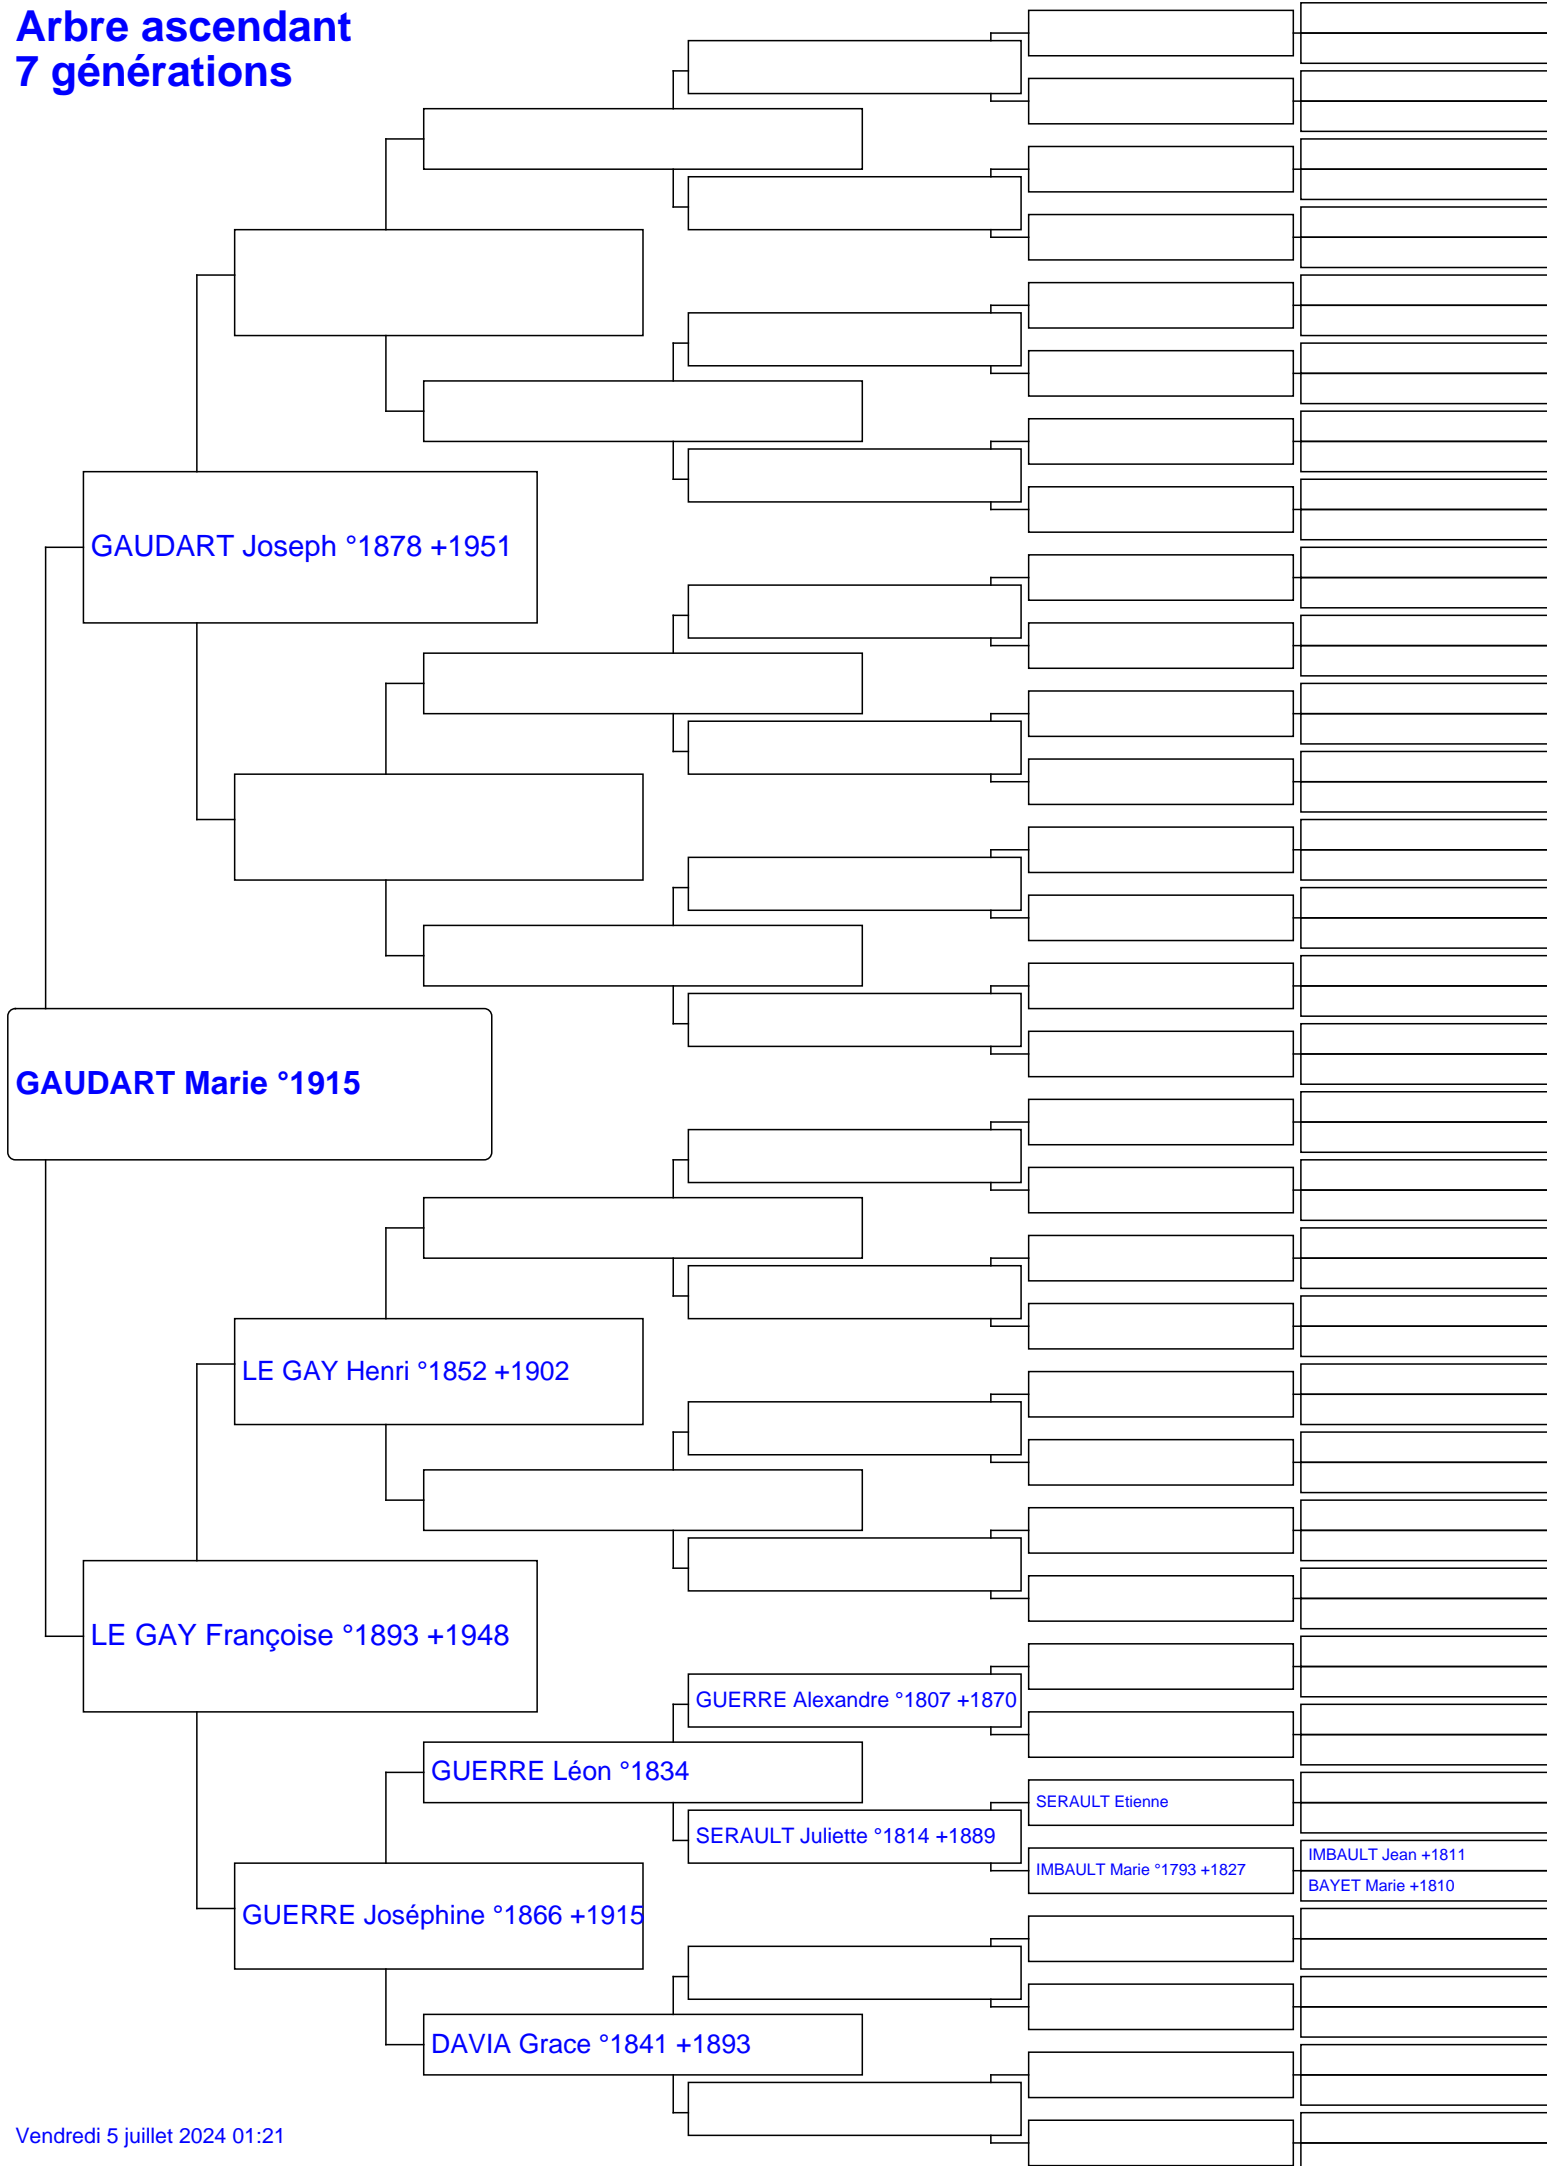 Arbre ascendant
7 générations
GAUDART Joseph °1878 +1951
GAUDART Marie °1915
LE GAY Henri °1852 +1902
LE GAY Françoise °1893 +1948
GUERRE Alexandre °1807 +1870
GUERRE Léon °1834
SERAULT Etienne
SERAULT Juliette °1814 +1889
IMBAULT Jean +1811
IMBAULT Marie °1793 +1827
BAYET Marie +1810
GUERRE Joséphine °1866 +1915
DAVIA Grace °1841 +1893
Vendredi 5 juillet 2024 01:21